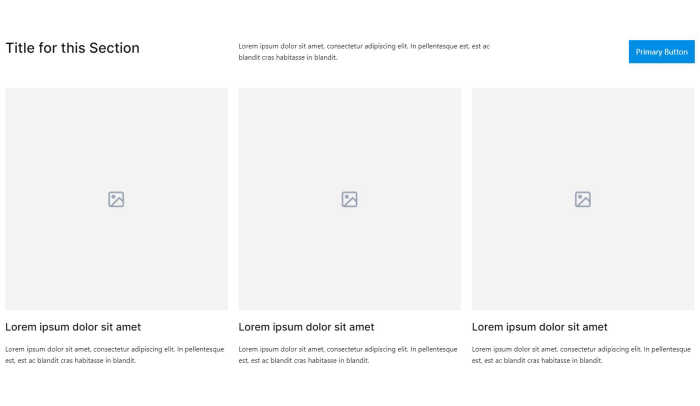 Title for this Section
Lorem ipsum dolor sit amet, consectetur adipiscing elit. In pellentesque est, est ac
blandit cras habitasse in blandit.
Primary Button
Lorem ipsum dolor sit amet
Lorem ipsum dolor sit amet, consectetur adipiscing elit. In pellentesque
est, est ac blandit cras habitasse in blandit.
Lorem ipsum dolor sit amet
Lorem ipsum dolor sit amet, consectetur adipiscing elit. In pellentesque
est, est ac blandit cras habitasse in blandit.
Lorem ipsum dolor sit amet
Lorem ipsum dolor sit amet, consectetur adipiscing elit. In pellentesque
est, est ac blandit cras habitasse in blandit.